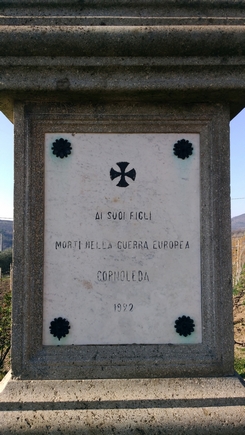 AI SUOI FIGLI
MORTI NELLA GUERRA EUROPEA
CORNOLEDA
1922